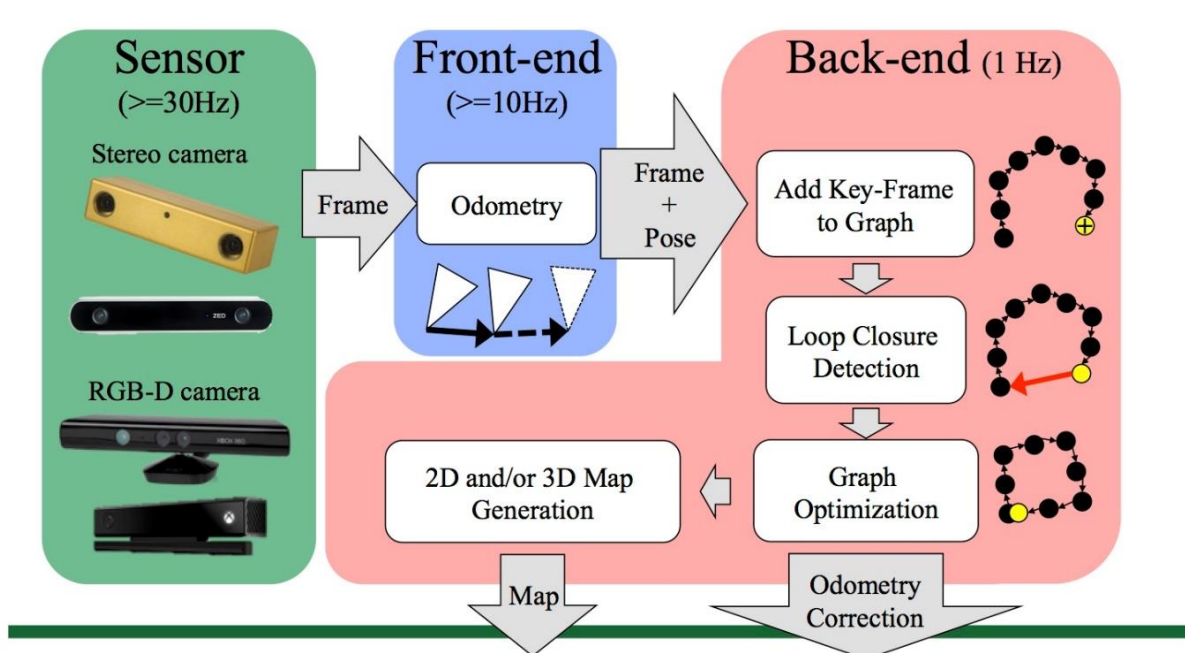 Sensor
(>=30Hz)
Stereo camera
ZED
RGB-D camera
XBOX 360
Frame
Front-end
(>=10Hz)
Odometry
Frame
+
Pose
Back-end (1 Hz)
Add Key-Frame
to Graph
Loop Closure
Detection
Graph
Optimization
2D and/or 3D Map
Generation
Map
Odometry
Correction